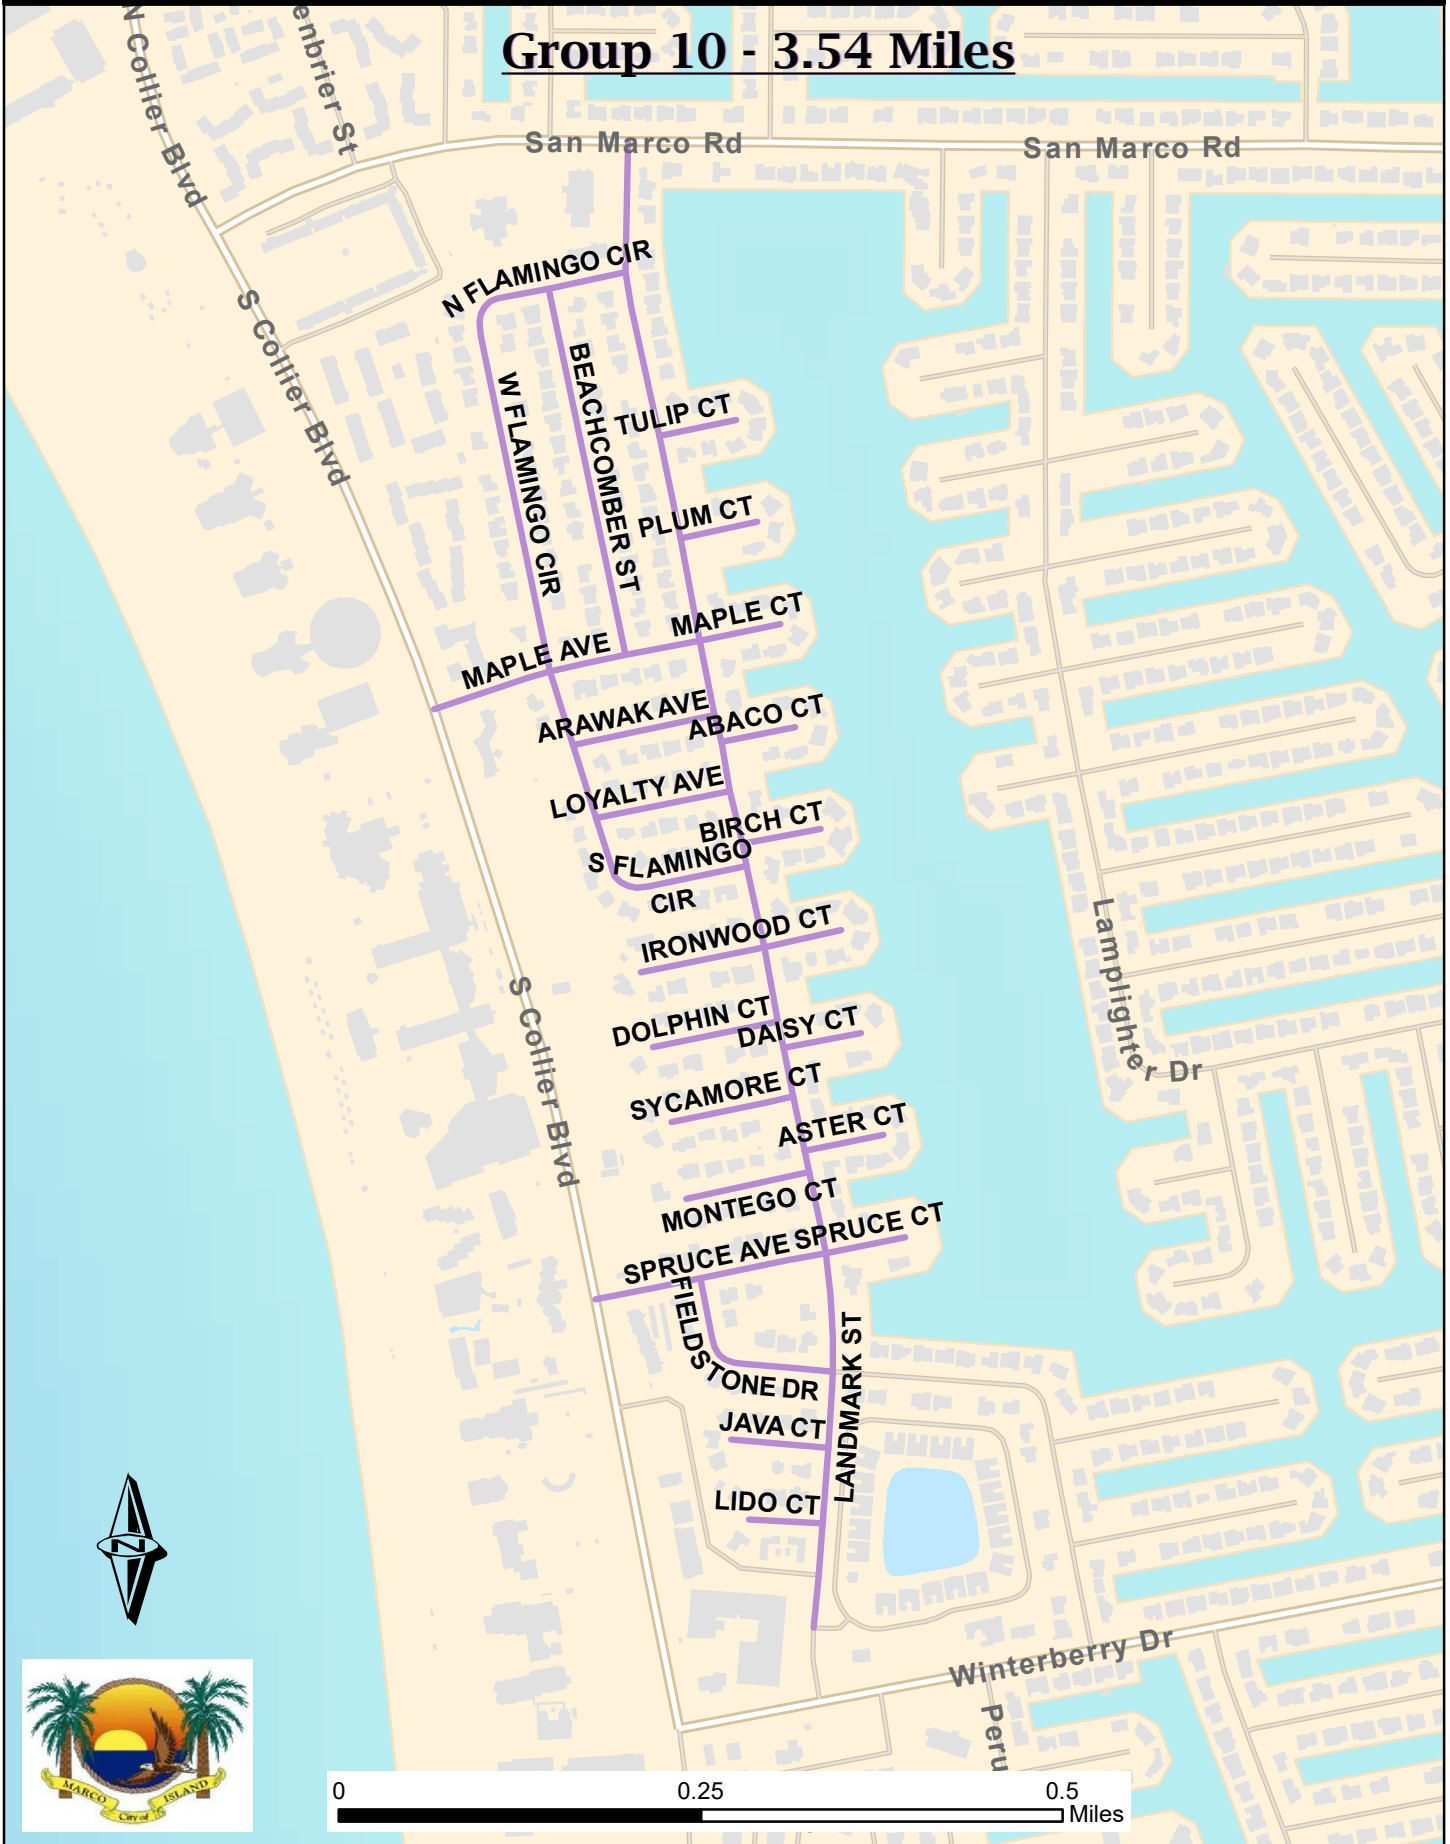 Group 10 - 3.54 Miles
N Collier Blvd
enbrier St
San Marco Rd
San Marco Rd
N FLAMINGO CIR
S Collier Blvd
W FLAMINGO CIR
BEACHCOMBER ST
TULIP CT
PLUM CT
MAPLE CT
MAPLE AVE
ARAWAK AVE
ABACO CT
LOYALTY AVE
BIRCH CT
S FLAMINGO
CIR
IRONWOOD CT
Lamplighter Dr
S Collier Blvd
DOLPHIN CT
DAISY CT
SYCAMORE CT
ASTER CT
MONTEGO CT
SPRUCE AVE
SPRUCE CT
FIELDSTONE DR
LANDMARK ST
JAVA CT
LIDO CT
N
Winterberry Dr
Peru
MARCO
City of
ISLAND
0 0.25 0.5
Miles